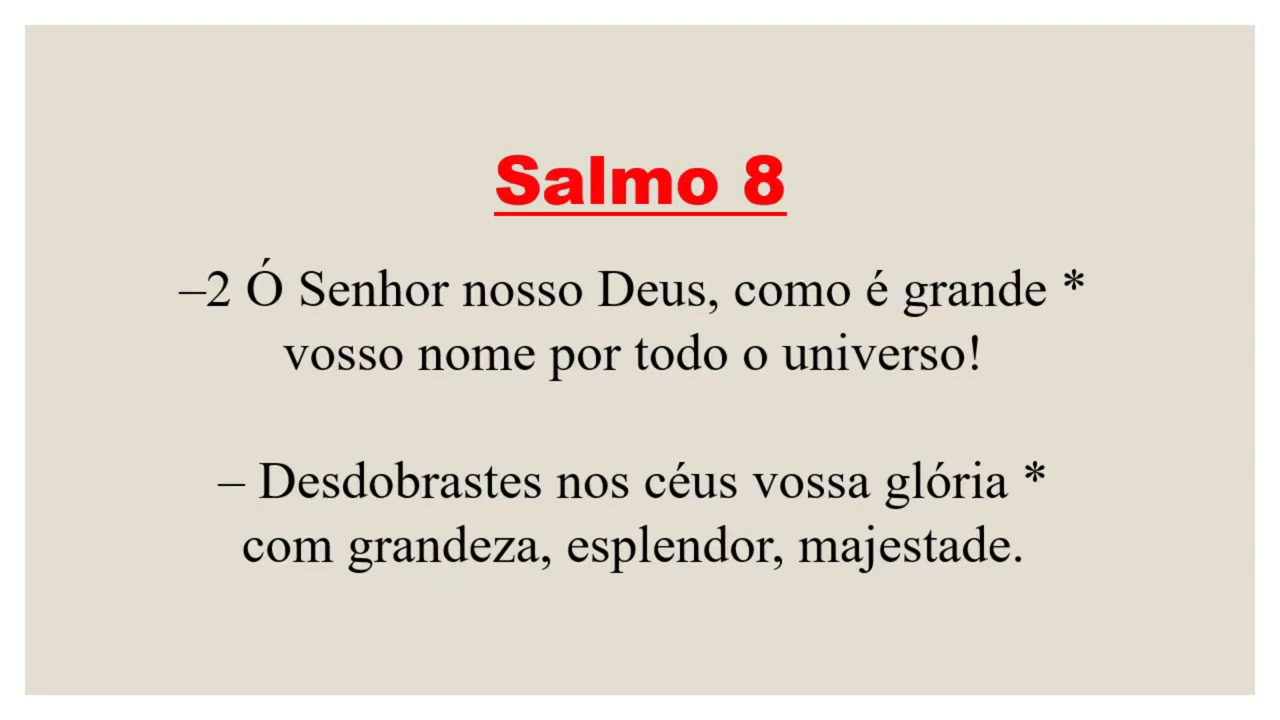 Salmo 8
–2 Ó Senhor nosso Deus, como é grande *
vosso nome por todo o universo!
– Desdobrastes nos céus vossa glória *
com grandeza, esplendor, majestade.